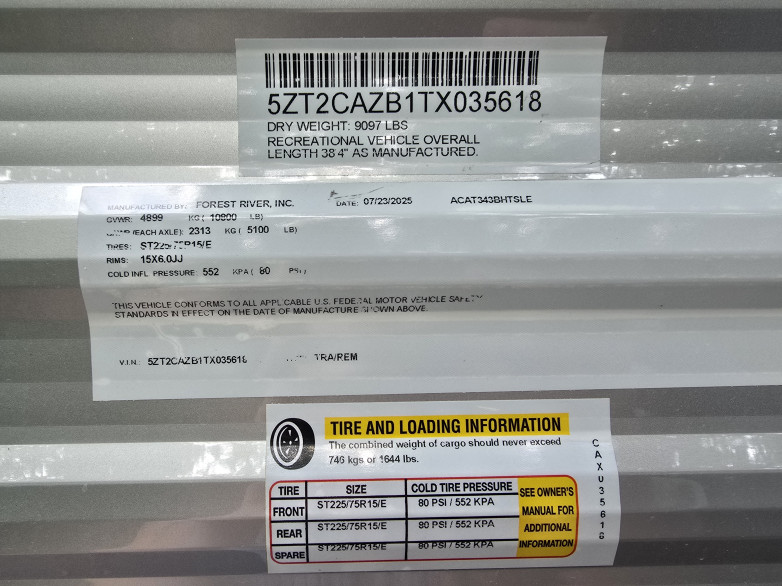 5ZT2CAZB1TX035618
DRY WEIGHT: 9097 LBS
RECREATIONAL VEHICLE OVERALL
LENGTH 38'4" AS MANUFACTURED.
MANUFACTURED BY: FOREST RIVER, INC. DATE: 07/23/2025 ACAT343BHTSLE
GVWR: 4899 KG ( 10800 LB)
(EACH AXLE): 2313 KG ( 5100 LB)
TIRES: ST225/75R15/E
RIMS: 15X6.0JJ
COLD INFL. PRESSURE: 552 KPA ( 80 PSI)
THIS VEHICLE CONFORMS TO ALL APPLICABLE U.S. FEDERAL MOTOR VEHICLE SAFETY
STANDARDS IN EFFECT ON THE DATE OF MANUFACTURE SHOWN ABOVE.
V.I.N.: 5ZT2CAZB1TX035618 TRA/REM
TIRE AND LOADING INFORMATION
The combined weight of cargo should never exceed
746 kgs or 1644 lbs.
TIRE SIZE COLD TIRE PRESSURE SEE OWNER'S MANUAL FOR ADDITIONAL INFORMATION
FRONT ST225/75R15/E 80 PSI / 552 KPA
REAR ST225/75R15/E 80 PSI / 552 KPA
SPARE ST225/75R15/E 80 PSI / 552 KPA
CAXU35618